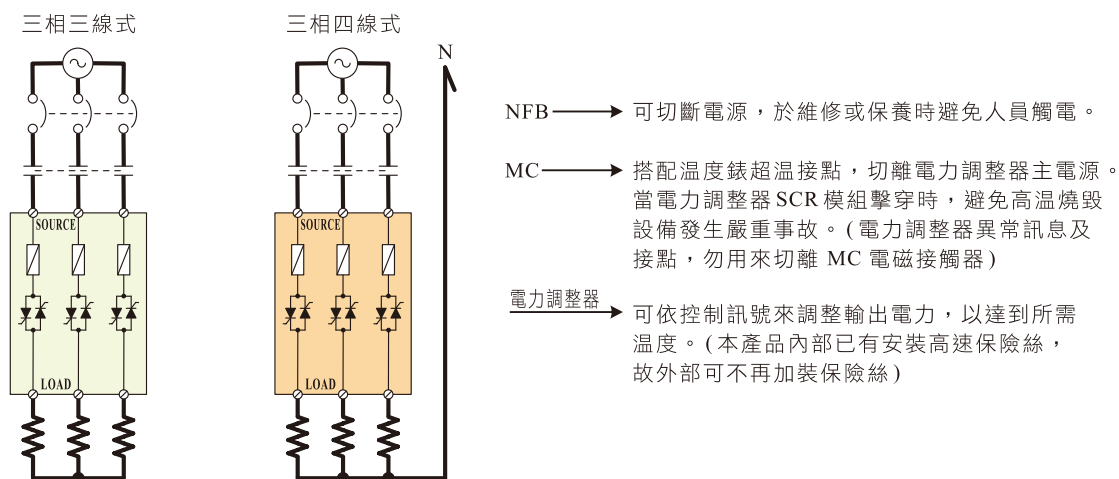 三相三線式
SOURCE
LOAD
三相四線式
N
SOURCE
LOAD
NFB 可切斷電源，於維修或保養時避免人員觸電。
MC 搭配温度錶超温接點，切離電力調整器主電源。
當電力調整器 SCR 模組擊穿時，避免高温燒毀
設備發生嚴重事故。(電力調整器異常訊息及
接點，勿用來切離 MC 電磁接觸器)
電力調整器 可依控制訊號來調整輸出電力，以達到所需
温度。(本產品內部已有安裝高速保險絲，
故外部可不再加裝保險絲)